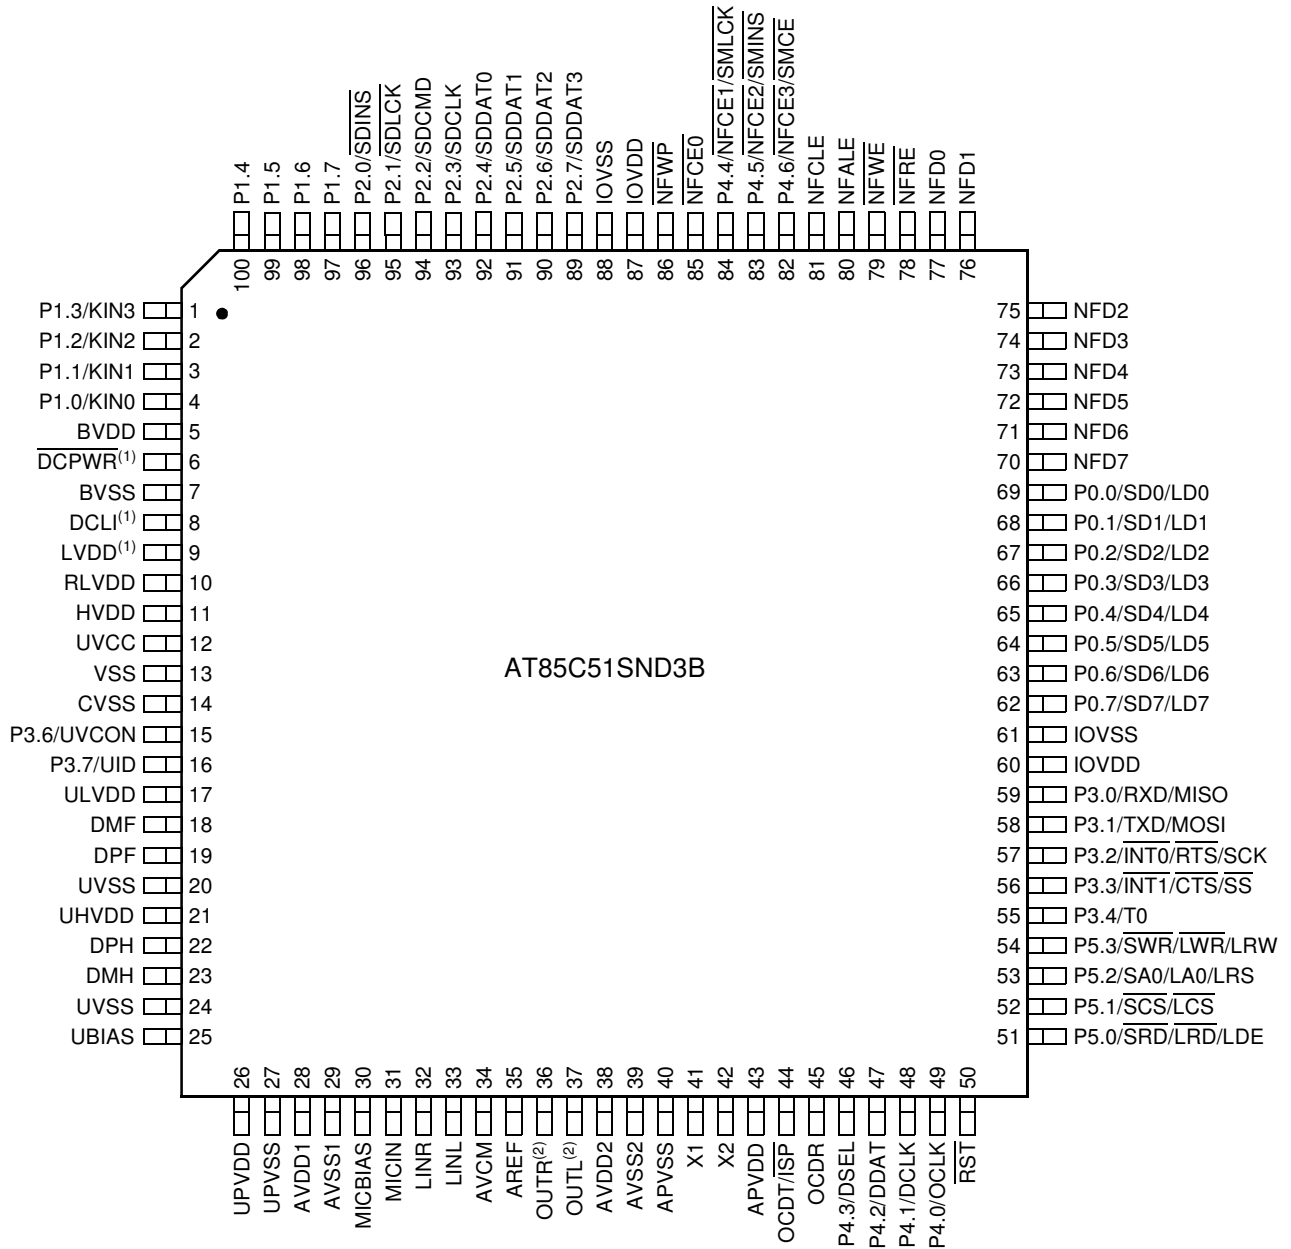 P1.4
P1.5
P1.6
P1.7
P2.0/SDINS
P2.1/SDLCK
P2.2/SDCMD
P2.3/SDCLK
P2.4/SDDAT0
P2.5/SDDAT1
P2.6/SDDAT2
P2.7/SDDAT3
IOVSS
IOVDD
NFWP
NFCE0
P4.4/NFCE1/SMLCK
P4.5/NFCE2/SMINS
P4.6/NFCE3/SMCE
NFCLE
NFALE
NFWE
NFRE
NFD0
NFD1
100
99
98
97
96
95
94
93
92
91
90
89
88
87
86
85
84
83
82
81
80
79
78
77
76
P1.3/KIN3 1
P1.2/KIN2 2
P1.1/KIN1 3
P1.0/KIN0 4
BVDD 5
DCPWR(1) 6
BVSS 7
DCLI(1) 8
LVDD(1) 9
RLVDD 10
HVDD 11
UVCC 12
VSS 13
CVSS 14
P3.6/UVCON 15
P3.7/UID 16
ULVDD 17
DMF 18
DPF 19
UVSS 20
UHVDD 21
DPH 22
DMH 23
UVSS 24
UBIAS 25
AT85C51SND3B
75 NFD2
74 NFD3
73 NFD4
72 NFD5
71 NFD6
70 NFD7
69 P0.0/SD0/LD0
68 P0.1/SD1/LD1
67 P0.2/SD2/LD2
66 P0.3/SD3/LD3
65 P0.4/SD4/LD4
64 P0.5/SD5/LD5
63 P0.6/SD6/LD6
62 P0.7/SD7/LD7
61 IOVSS
60 IOVDD
59 P3.0/RXD/MISO
58 P3.1/TXD/MOSI
57 P3.2/INT0/RTS/SCK
56 P3.3/INT1/CTS/SS
55 P3.4/T0
54 P5.3/SWR/LWR/LRW
53 P5.2/SA0/LA0/LRS
52 P5.1/SCS/LCS
51 P5.0/SRD/LRD/LDE
26
27
28
29
30
31
32
33
34
35
36
37
38
39
40
41
42
43
44
45
46
47
48
49
50
UPVDD
UPVSS
AVDD1
AVSS1
MICBIAS
MICIN
LINR
LINL
AVCM
AREF
OUTR(2)
OUTL(2)
AVDD2
AVSS2
APVSS
X1
X2
APVDD
OCDT/ISP
OCDR
P4.3/DSEL
P4.2/DDAT
P4.1/DCLK
P4.0/OCLK
RST